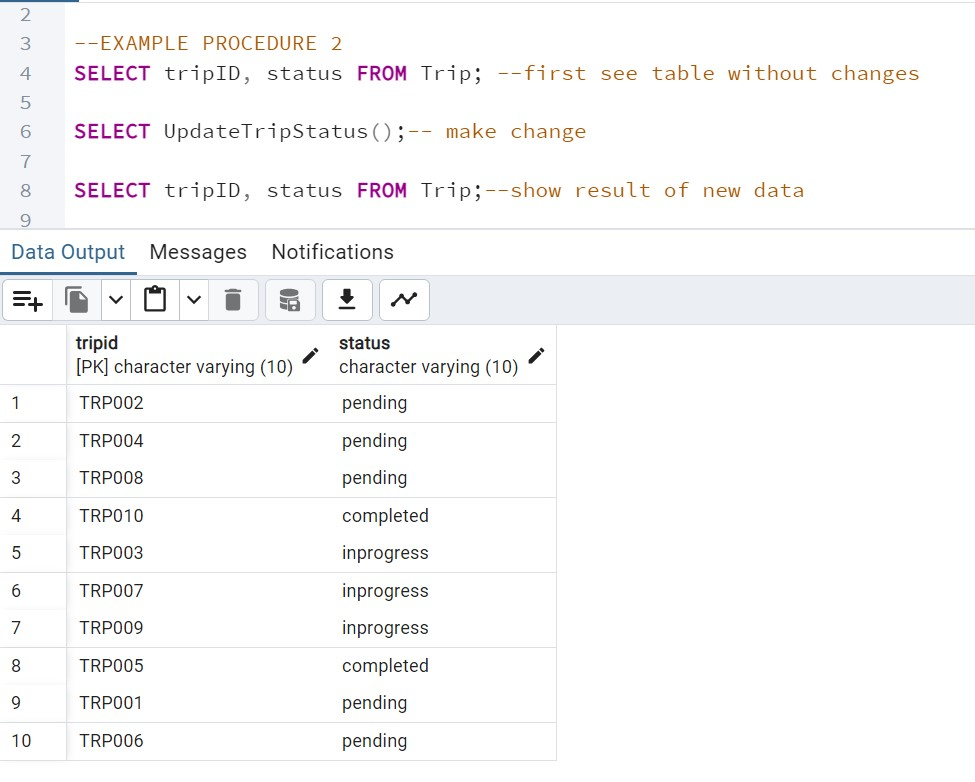 2
3 --EXAMPLE PROCEDURE 2
4 SELECT tripID, status FROM Trip; --first see table without changes
5
6 SELECT UpdateTripStatus();-- make change
7
8 SELECT tripID, status FROM Trip;--show result of new data
9
Data Output Messages Notifications
tripid status
[PK] character varying (10) character varying (10)
1 TRP002 pending
2 TRP004 pending
3 TRP008 pending
4 TRP010 completed
5 TRP003 inprogress
6 TRP007 inprogress
7 TRP009 inprogress
8 TRP005 completed
9 TRP001 pending
10 TRP006 pending